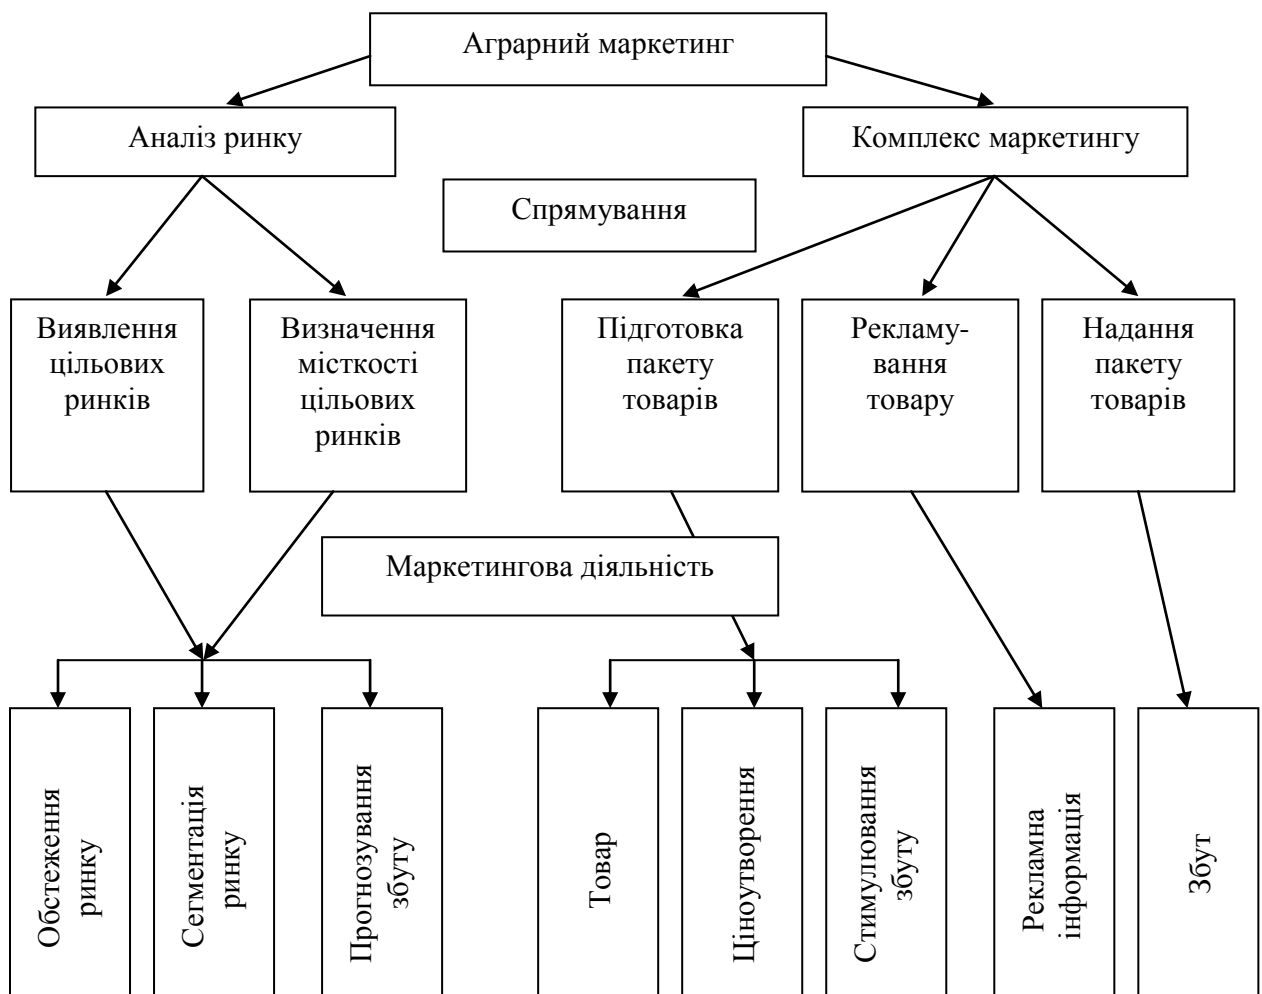 Аграрний маркетинг
Аналіз ринку
Комплекс маркетингу
Спрямування
Виявлення
цільових
ринків
Визначення
місткості
цільових
ринків
Підготовка
пакету
товарів
Рекламу-
вання
товару
Надання
пакету
товарів
Маркетингова діяльність
Обстеження
ринку
Сегментація
ринку
Прогнозування
збуту
Товар
Ціноутворення
Стимулювання
збуту
Рекламна
інформація
Збут